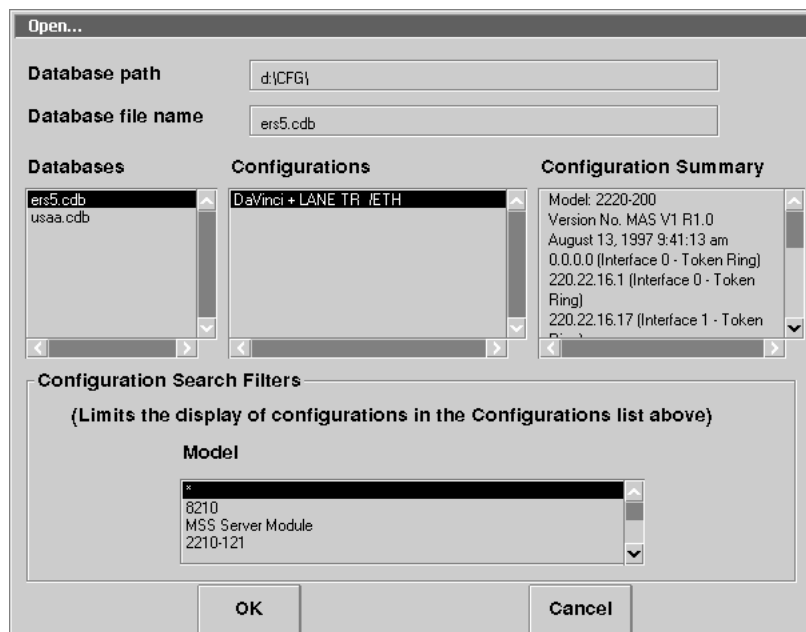 Open...
Database path
d:\CFG\
Database file name
ers5.cdb
Databases
Configurations
Configuration Summary
ers5.cdb
usaa.cdb
DaVinci + LANE TR /ETH
Model: 2220-200
Version No. MAS V1 R1.0
August 13, 1997 9:41:13 am
0.0.0.0 (Interface 0 - Token Ring)
220.22.16.1 (Interface 0 - Token
Ring)
220.22.16.17 (Interface 1 - Token
Configuration Search Filters
(Limits the display of configurations in the Configurations list above)
Model
*
8210
MSS Server Module
2210-121
OK
Cancel